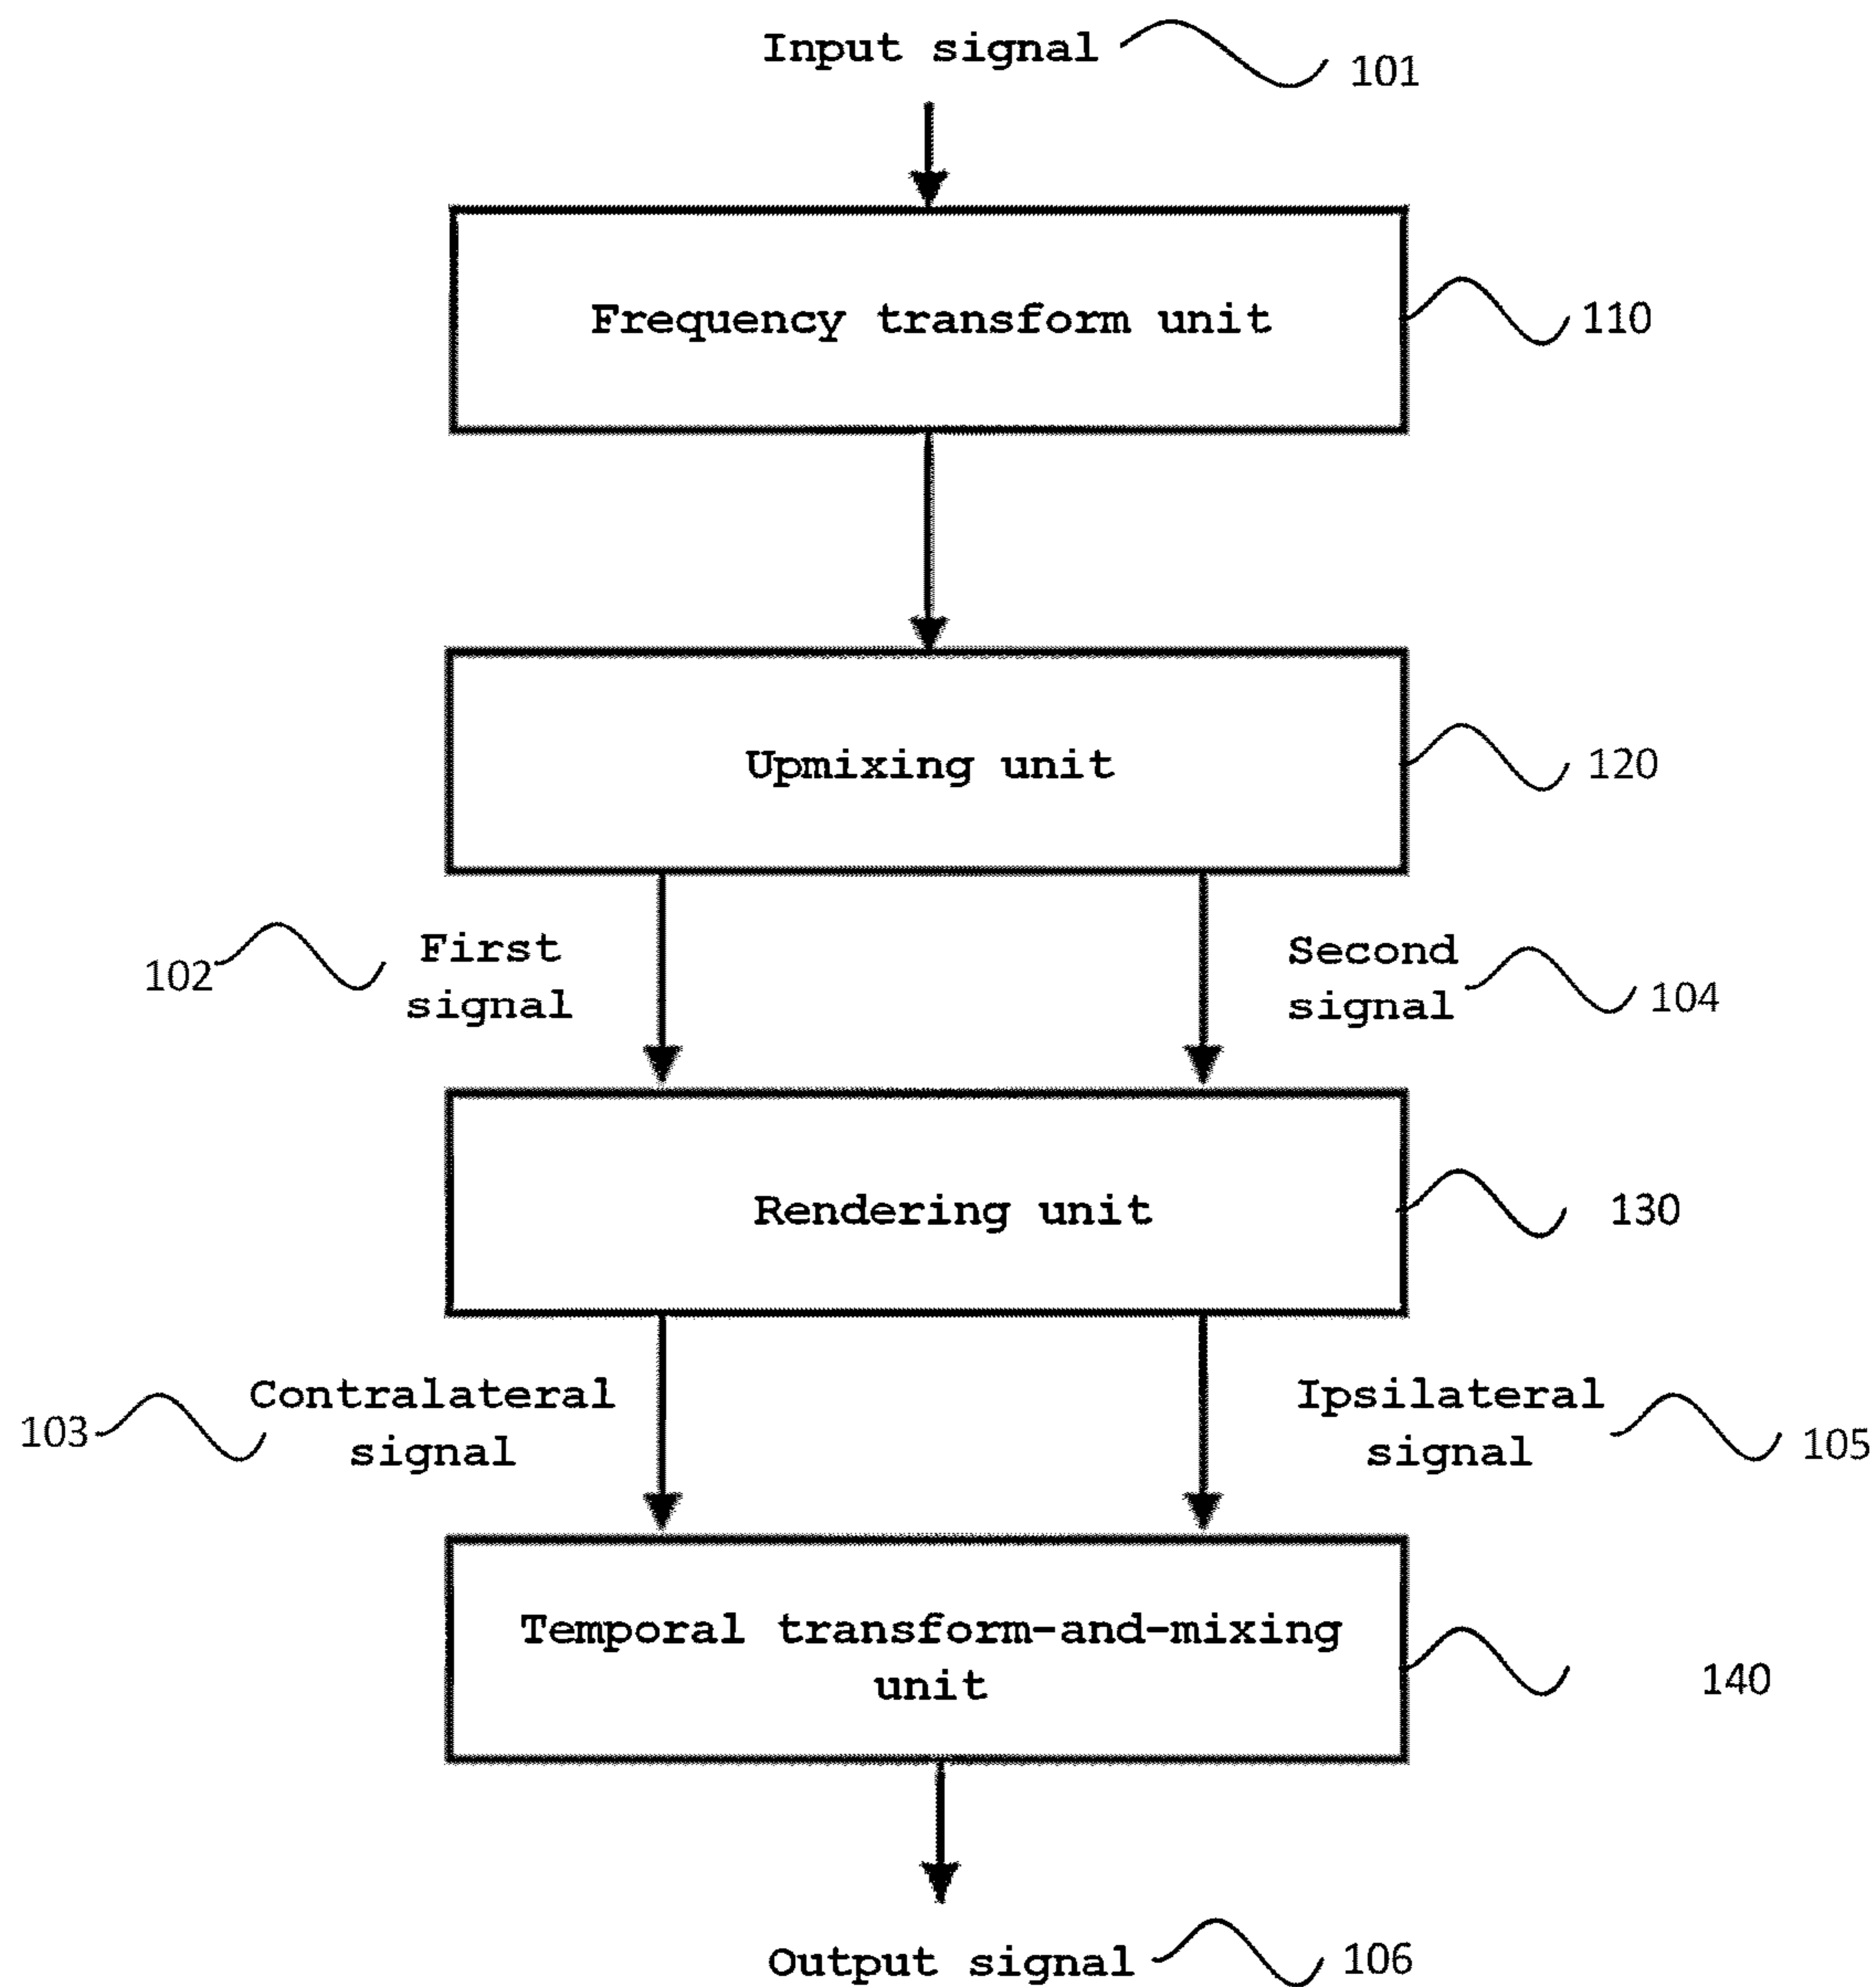 Input signal 101
Frequency transform unit 110
Upmixing unit 120
102 First signal
Second signal 104
Rendering unit 130
103 Contralateral signal
Ipsilateral signal 105
Temporal transform-and-mixing
unit 140
Output signal 106